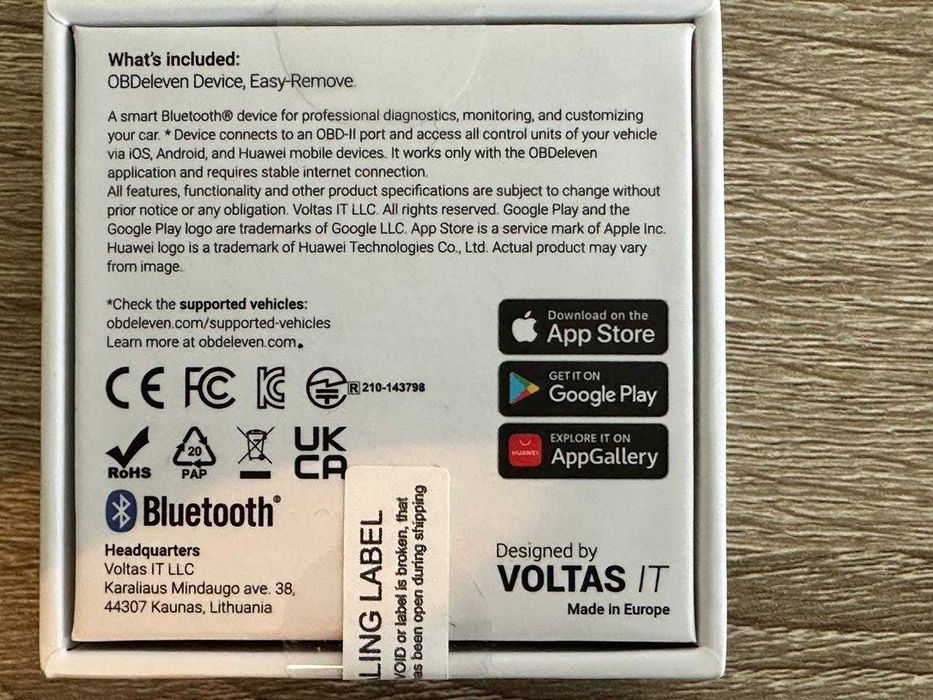 What's included:
OBDeleven Device, Easy-Remove
A smart Bluetooth® device for professional diagnostics, monitoring, and customizing
your car. * Device connects to an OBD-II port and access all control units of your vehicle
via iOS, Android, and Huawei mobile devices. It works only with the OBDeleven
application and requires stable internet connection.
All features, functionality and other product specifications are subject to change without
prior notice or any obligation. Voltas IT LLC. All rights reserved. Google Play and the
Google Play logo are trademarks of Google LLC. App Store is a service mark of Apple Inc.
Huawei logo is a trademark of Huawei Technologies Co., Ltd. Actual product may vary
from image.
*Check the supported vehicles:
obdeleven.com/supported-vehicles
Learn more at obdeleven.com.
Download on the
App Store
GET IT ON
Google Play
HUAWEI
EXPLORE IT ON
AppGallery
CE FC R 210-143798
RoHS
20
PAP
UK
CA
Bluetooth®
Headquarters
Voltas IT LLC
Karaliaus Mindaugo ave. 38,
44307 Kaunas, Lithuania
LING LABEL
VOID or label is broken, that
as been open during shipping
Designed by
VOLTAS IT
Made in Europe